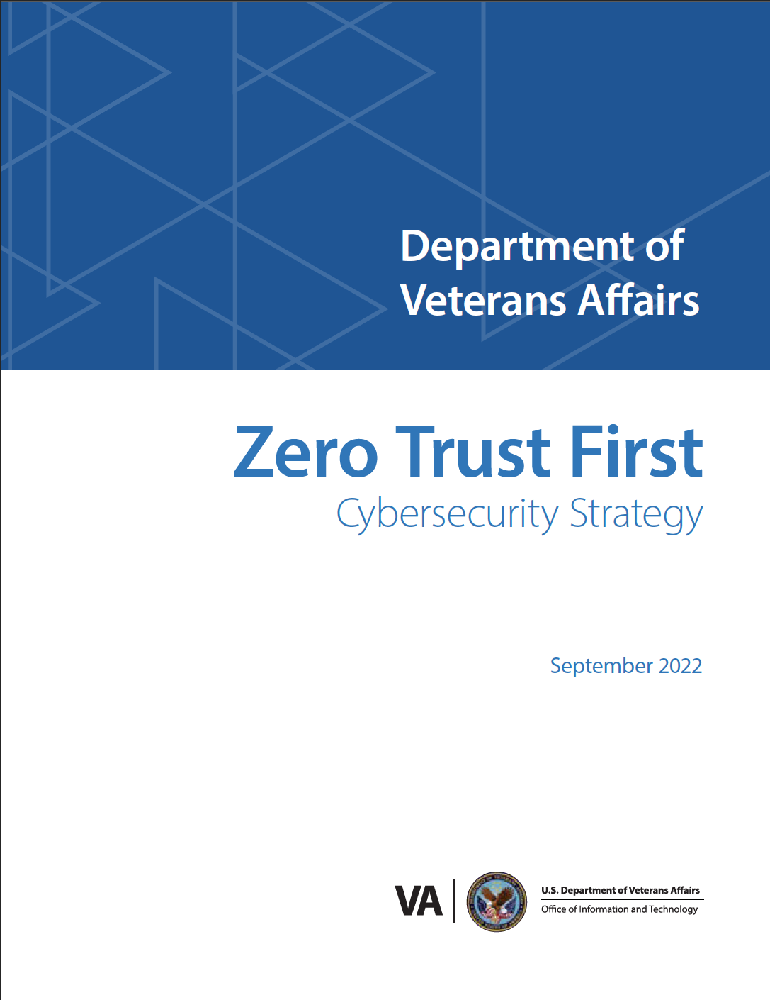 Department of
Veterans Affairs
Zero Trust First
Cybersecurity Strategy
September 2022
VA
U.S. Department of Veterans Affairs
Office of Information and Technology